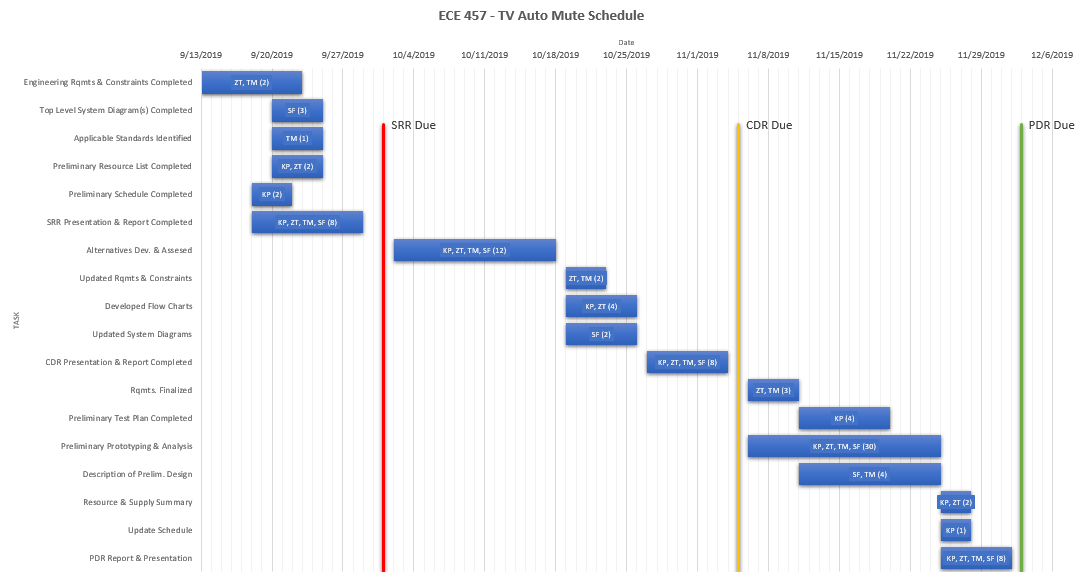 ECE 457 - TV Auto Mute Schedule
Date
9/13/2019 9/20/2019 9/27/2019 10/4/2019 10/11/2019 10/18/2019 10/25/2019 11/1/2019 11/8/2019 11/15/2019 11/22/2019 11/29/2019 12/6/2019
Engineering Rqmts & Constraints Completed ZT, TM (2)
Top Level System Diagram(s) Completed SF (3)
SRR Due CDR Due PDR Due
Applicable Standards Identified TM (1)
Preliminary Resource List Completed KP, ZT (2)
Preliminary Schedule Completed KP (2)
SRR Presentation & Report Completed KP, ZT, TM, SF (8)
Alternatives Dev. & Assesed KP, ZT, TM, SF (12)
Updated Rqmts & Constraints ZT, TM (2)
Developed Flow Charts KP, ZT (4)
TASK
Updated System Diagrams SF (2)
CDR Presentation & Report Completed KP, ZT, TM, SF (8)
Rqmts. Finalized ZT, TM (3)
Preliminary Test Plan Completed KP (4)
Preliminary Prototyping & Analysis KP, ZT, TM, SF (30)
Description of Prelim. Design SF, TM (4)
Resource & Supply Summary KP, ZT (2)
Update Schedule KP (1)
PDR Report & Presentation KP, ZT, TM, SF (8)